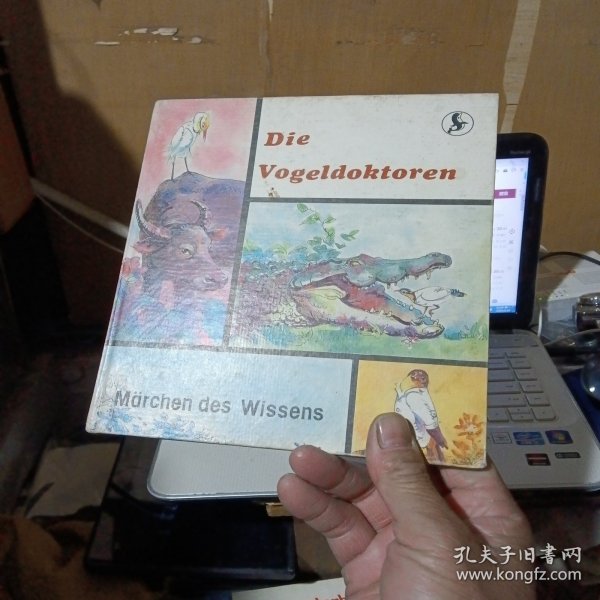 Die
Vogeldoktoren
Märchen des Wissens
孔夫子旧书网
www.kongfz.com